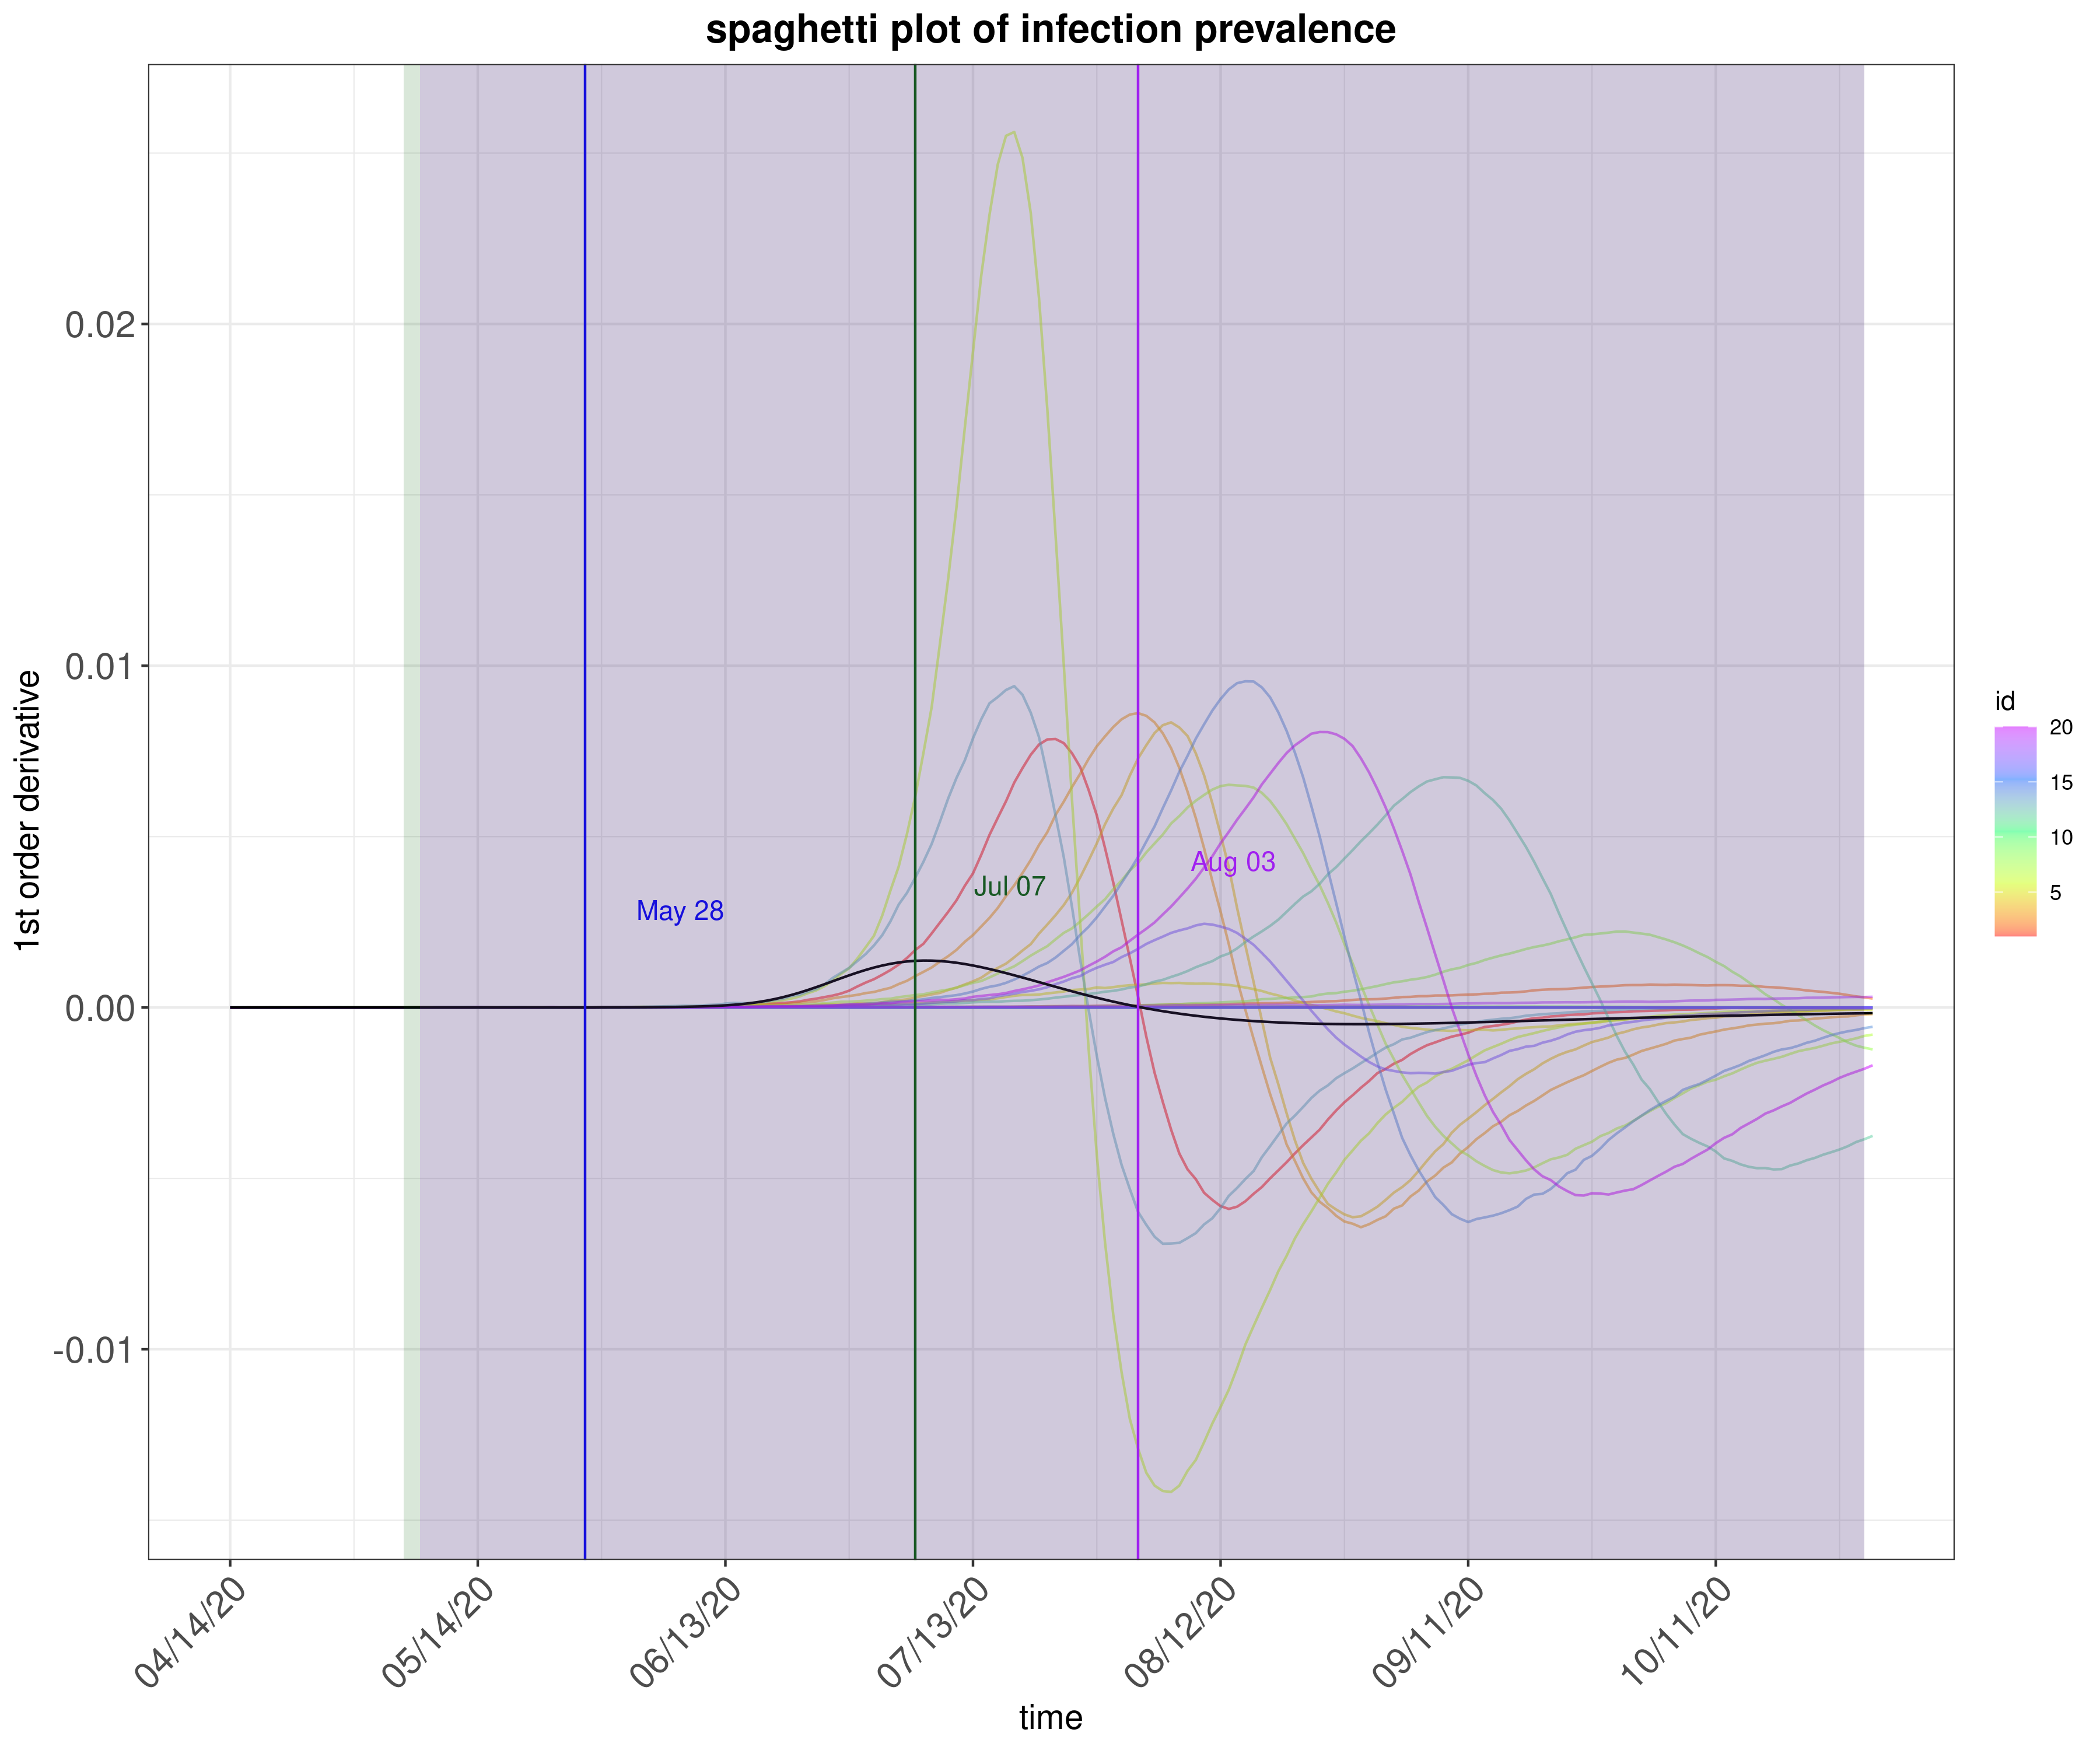 spaghetti plot of infection prevalence
1st order derivative
0.02
0.01
0.00
-0.01
May 28
Jul 07
Aug 03
04/14/20
05/14/20
06/13/20
07/13/20
08/12/20
09/11/20
10/11/20
time
id
20
15
10
5